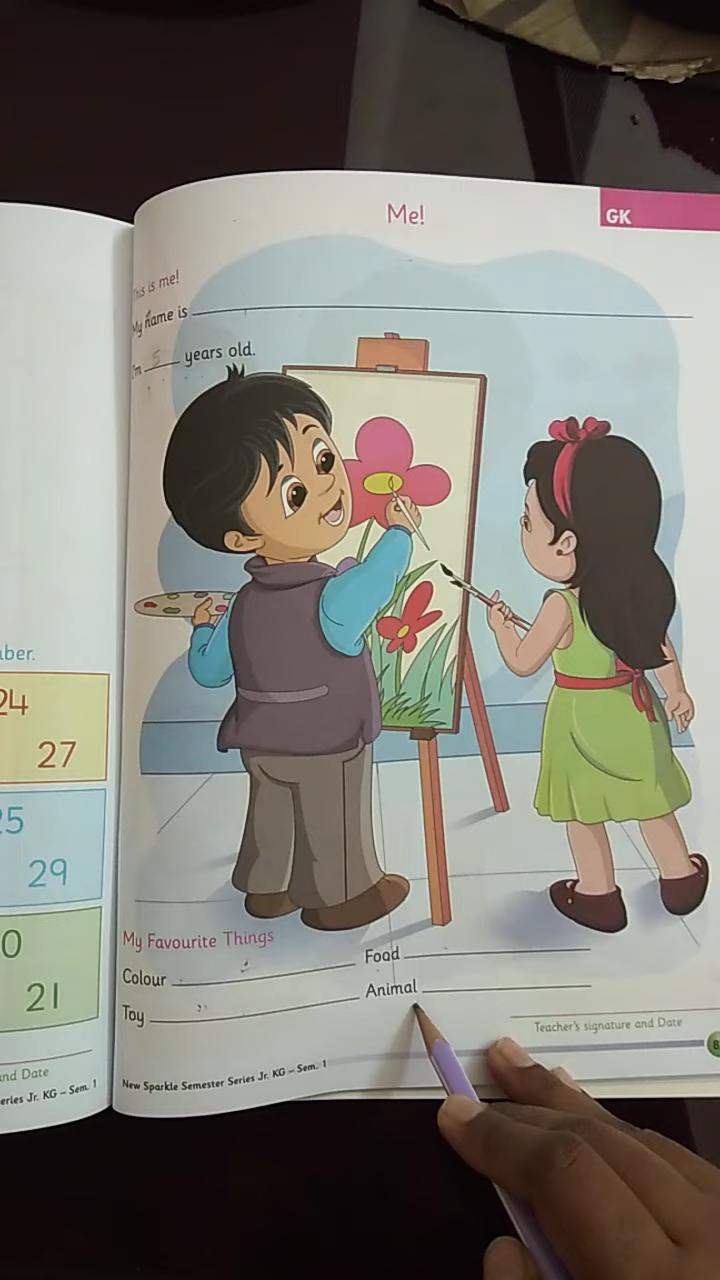 Me!
GK
This is me!
My name is
I'm 5 years old.
My Favourite Things
Colour
Food
Toy
Animal
Teacher's signature and Date
New Sparkle Semester Series Jr. KG – Sem. 1
8
24
27
25
29
21
and Date
eries Jr. KG – Sem. 1